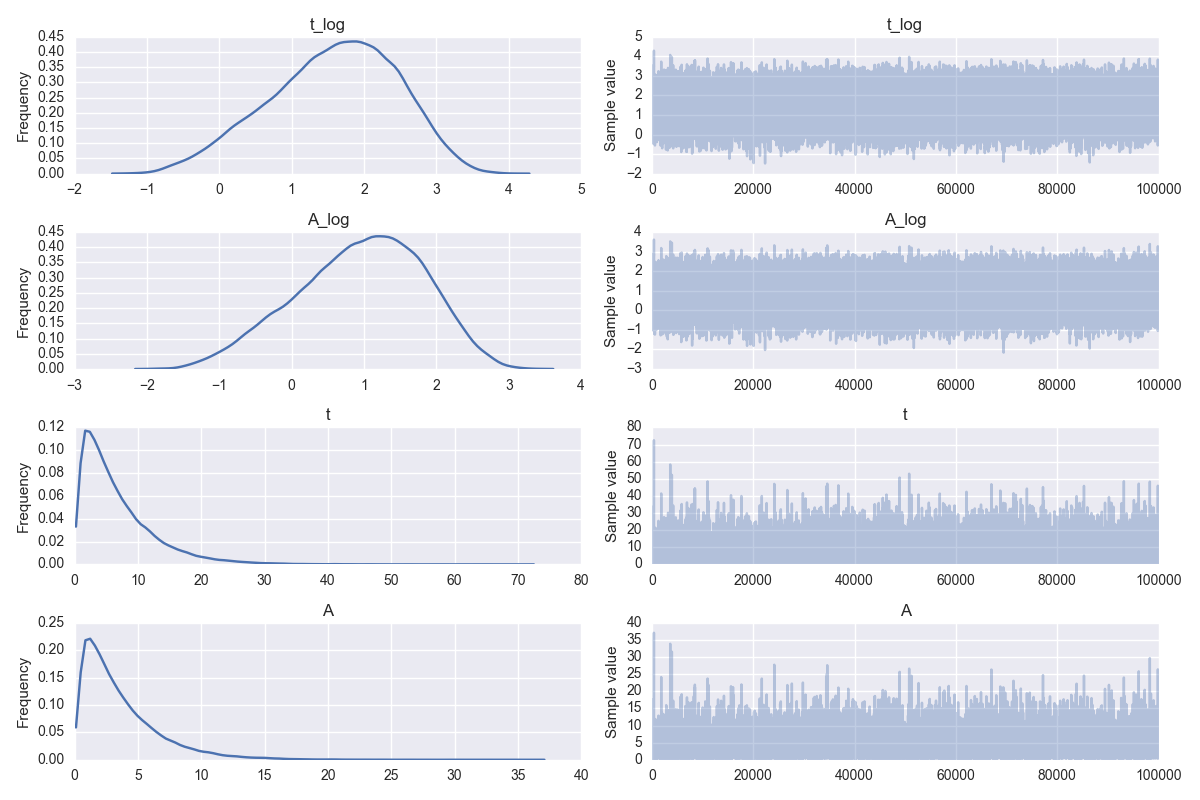 t_log
Frequency
0.45
0.40
0.35
0.30
0.25
0.20
0.15
0.10
0.05
0.00
−2 −1 0 1 2 3 4 5
t_log
Sample value
5
4
3
2
1
0
−1
−2
0 20000 40000 60000 80000 100000
A_log
Frequency
0.45
0.40
0.35
0.30
0.25
0.20
0.15
0.10
0.05
0.00
−3 −2 −1 0 1 2 3 4
A_log
Sample value
4
3
2
1
0
−1
−2
−3
0 20000 40000 60000 80000 100000
t
Frequency
0.12
0.10
0.08
0.06
0.04
0.02
0.00
0 10 20 30 40 50 60 70 80
t
Sample value
80
70
60
50
40
30
20
10
0
0 20000 40000 60000 80000 100000
A
Frequency
0.25
0.20
0.15
0.10
0.05
0.00
0 5 10 15 20 25 30 35 40
A
Sample value
40
35
30
25
20
15
10
5
0
0 20000 40000 60000 80000 100000